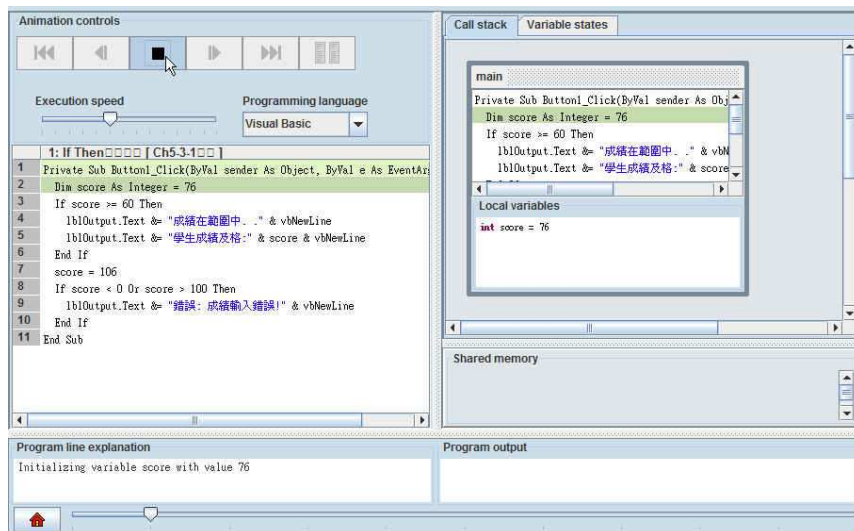 Animation controls
Execution speed
Programming language
Visual Basic
1: If Then□□□□ [ Ch5-3-1□□ ]
1 Private Sub Button1_Click(ByVal sender As Object, ByVal e As EventArg
2 Dim score As Integer = 76
3 If score >= 60 Then
4 lblOutput.Text &= "成績在範圍中. ." & vbNewLine
5 lblOutput.Text &= "學生成績及格:" & score & vbNewLine
6 End If
7 score = 106
8 If score < 0 Or score > 100 Then
9 lblOutput.Text &= "錯誤: 成績輸入錯誤!" & vbNewLine
10 End If
11 End Sub
Call stack
Variable states
main
Private Sub Button1_Click(ByVal sender As Obj
Dim score As Integer = 76
If score >= 60 Then
lblOutput.Text &= "成績在範圍中. ." & vbN
lblOutput.Text &= "學生成績及格:" & score
Local variables
int score = 76
Shared memory
Program line explanation
Initializing variable score with value 76
Program output